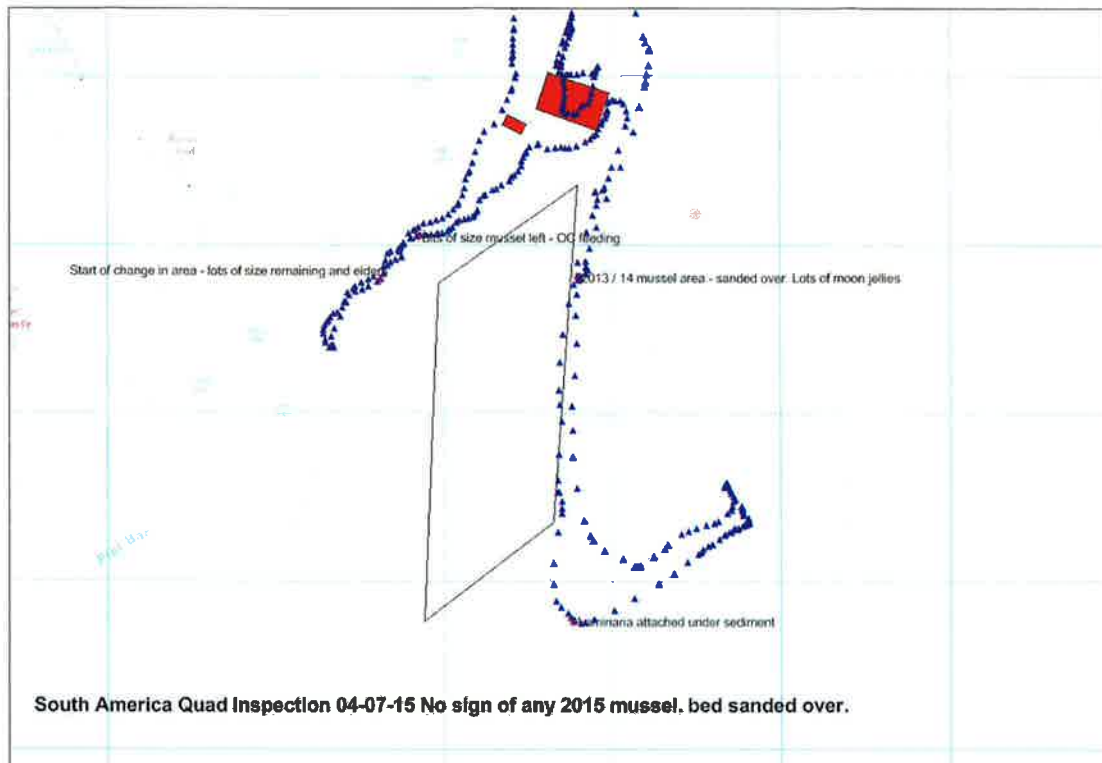 Bits of size mussel left - OC feeding
Start of change in area - lots of size remaining and eider
2013 / 14 mussel area - sanded over. Lots of moon jellies
Laminaria attached under sediment
South America Quad Inspection 04-07-15 No sign of any 2015 mussel. bed sanded over.